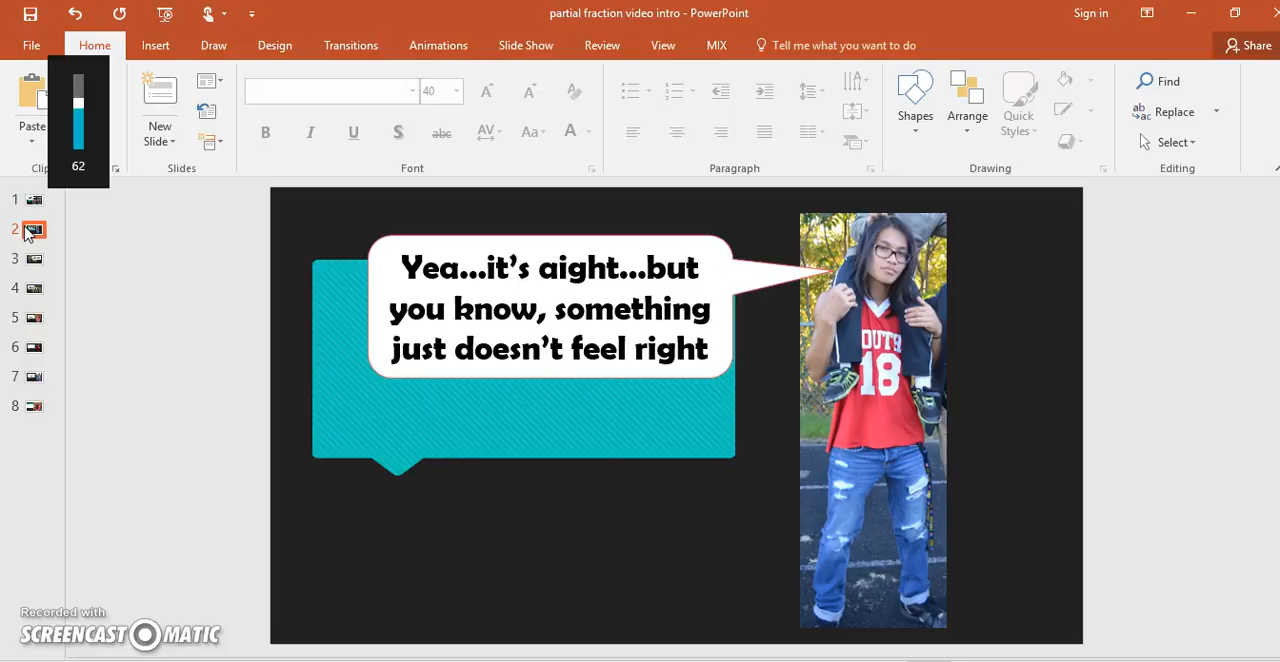 partial fraction video intro - PowerPoint
Sign in
File
Home
Insert
Draw
Design
Transitions
Animations
Slide Show
Review
View
MIX
Tell me what you want to do
Share
62
Paste
New
Slide
Slides
40
B I U S abc AV Aa A
Font
Paragraph
Shapes
Arrange
Quick
Styles
Drawing
Find
Replace
Select
Editing
1
2
3
4
5
6
7
8
Yea...it's aight...but
you know, something
just doesn't feel right
18
Recorded with
SCREENCAST-O-MATIC